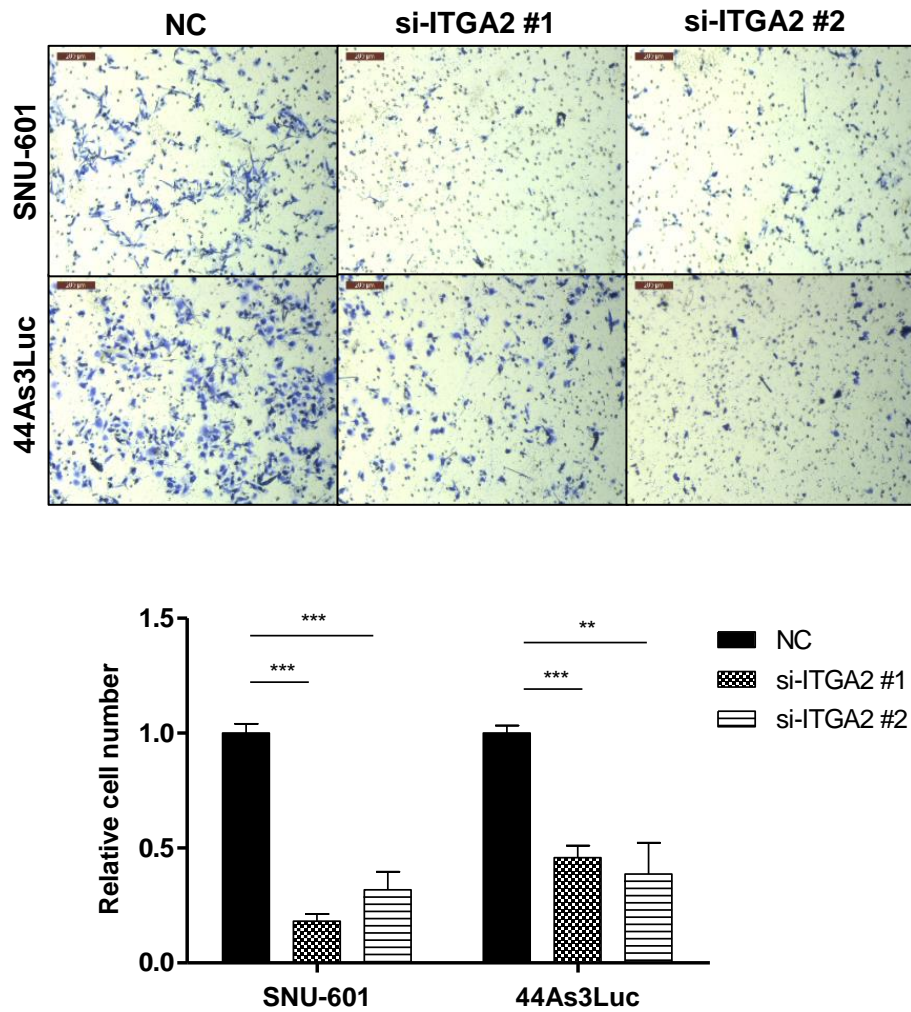 NC si-ITGA2 #1 si-ITGA2 #2
SNU-601
44As3Luc
1.5
1.0
0.5
0.0
Relative cell number
***
***
**
***
NC
si-ITGA2 #1
si-ITGA2 #2
SNU-601 44As3Luc